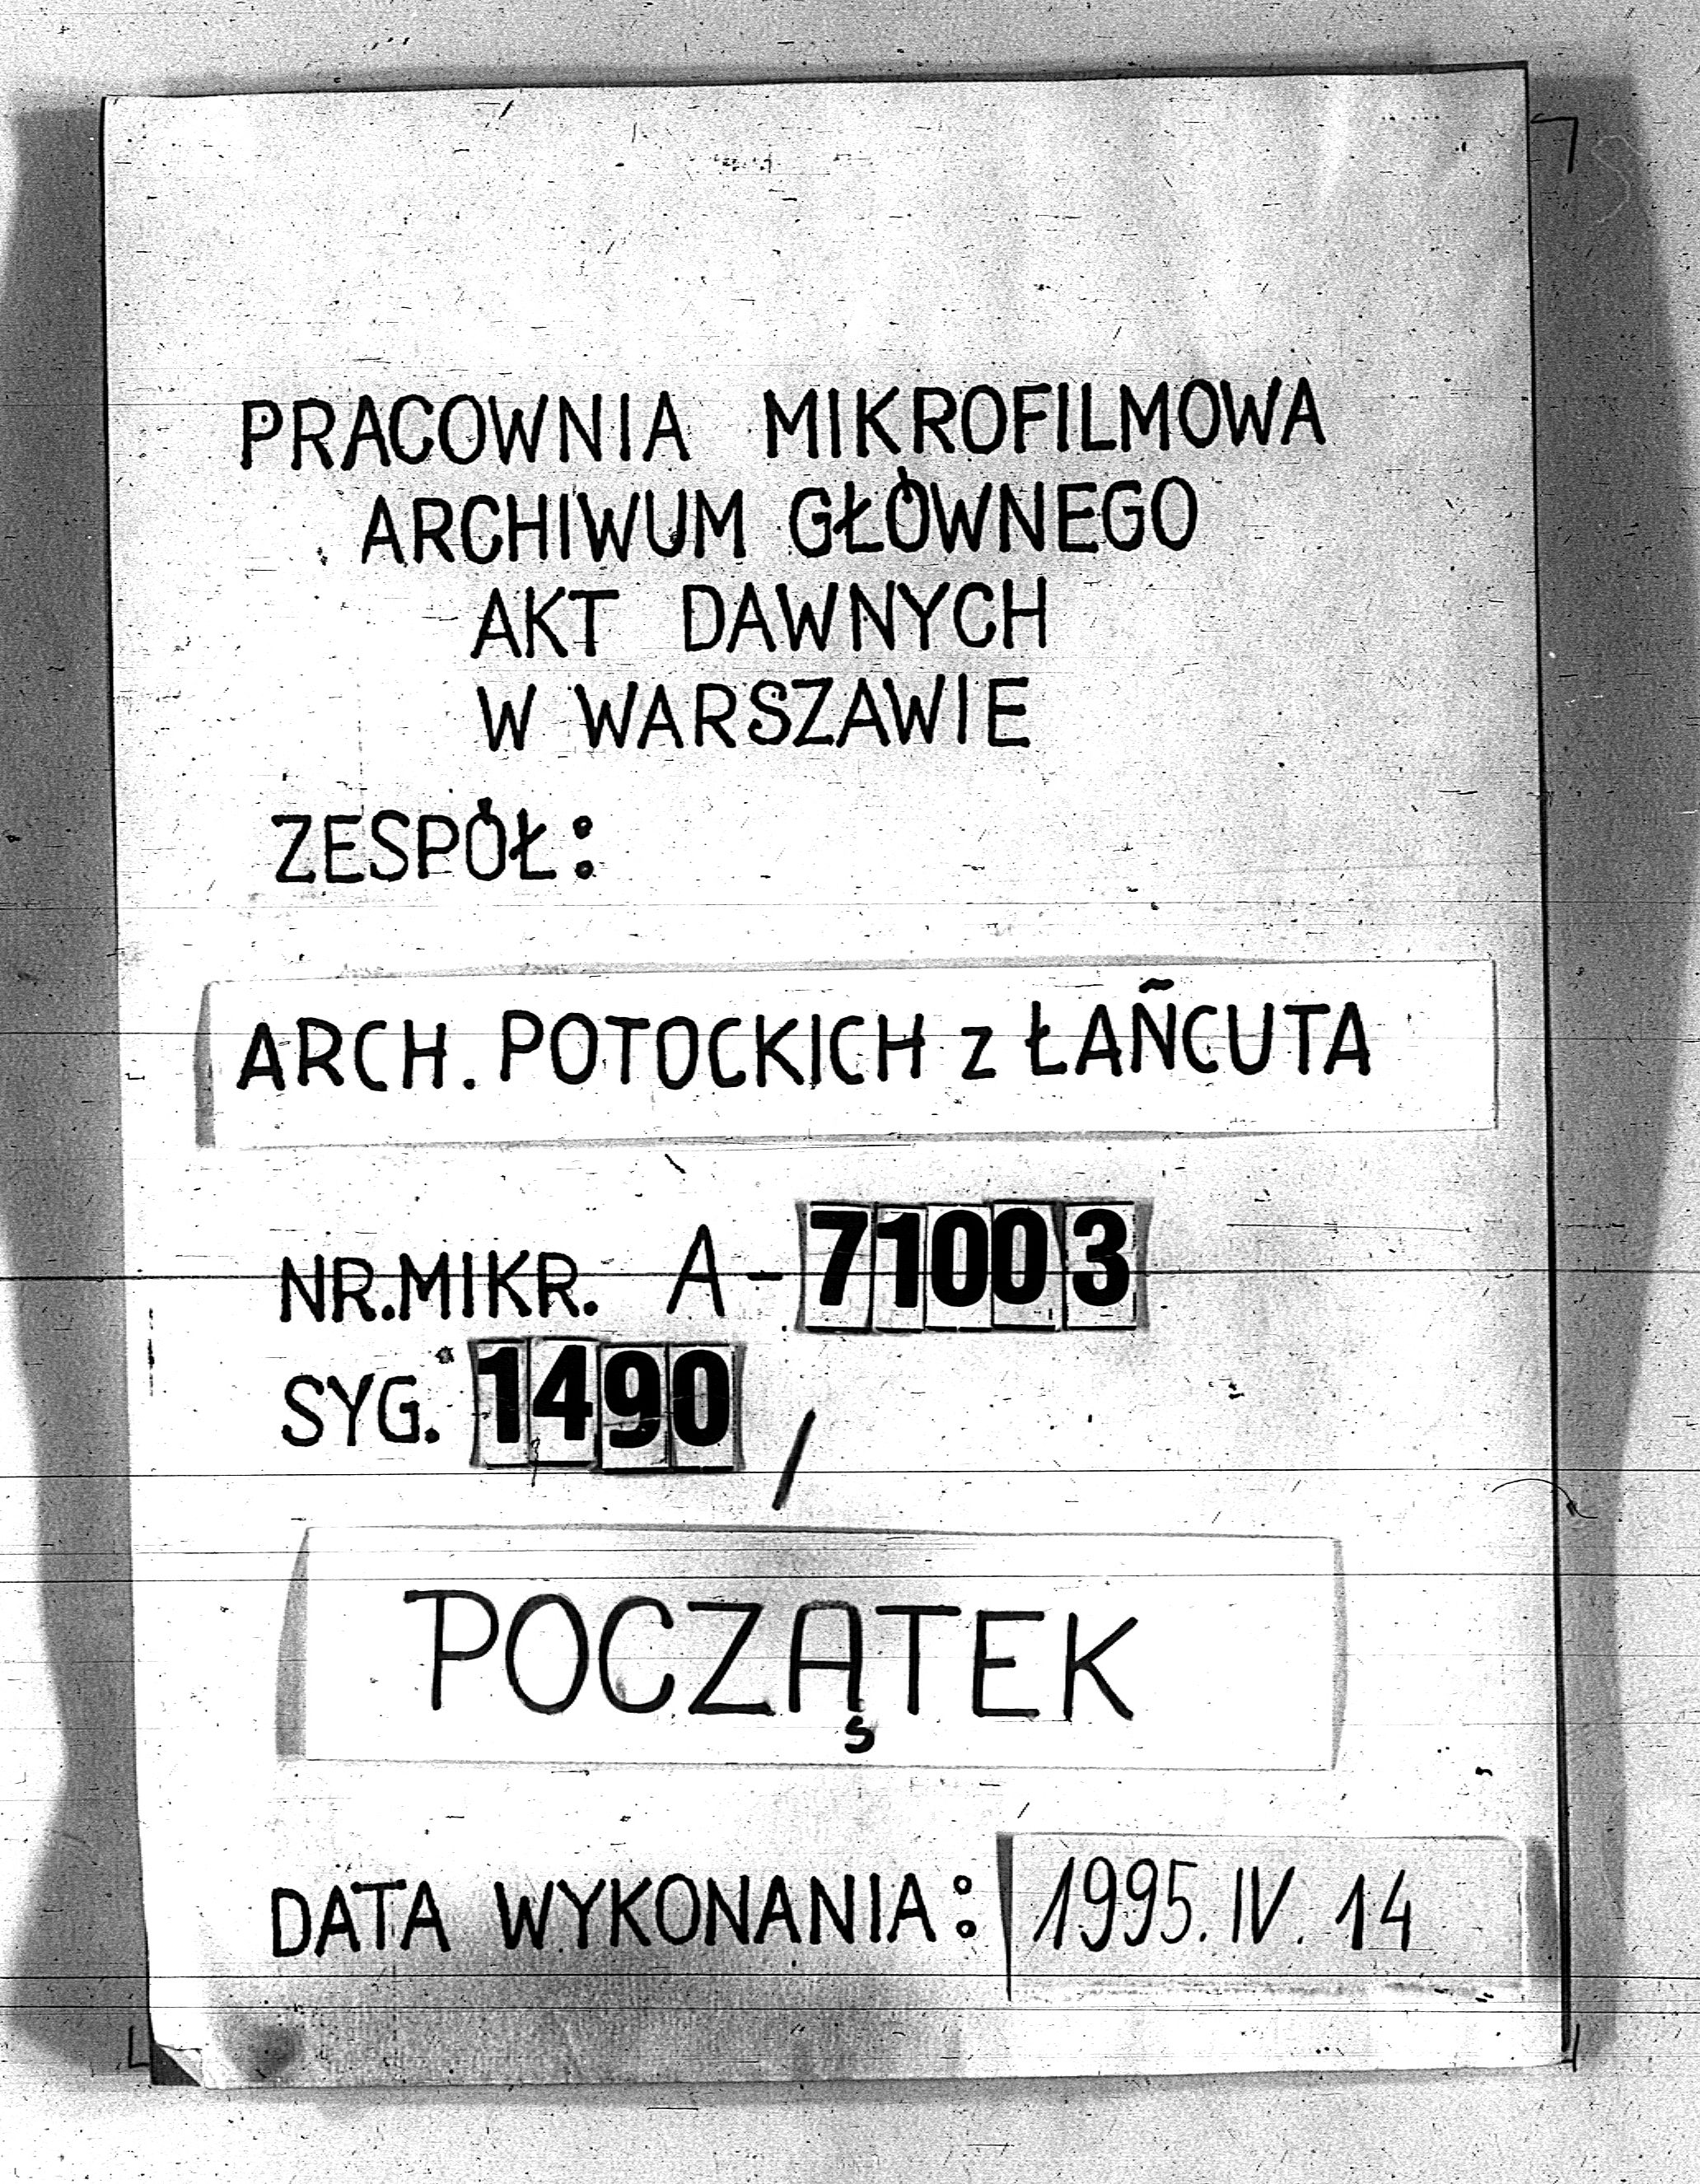 PRACOWNIA MIKROFILMOWA
ARCHIWUM GŁÓWNEGO
AKT DAWNYCH
W WARSZAWIE
ZESPÓŁ:
ARCH. POTOCKICH z ŁAŃCUTA
NR.MIKR. A-71003
SYG. 1490 /
POCZĄTEK
DATA WYKONANIA: 1995.IV.14